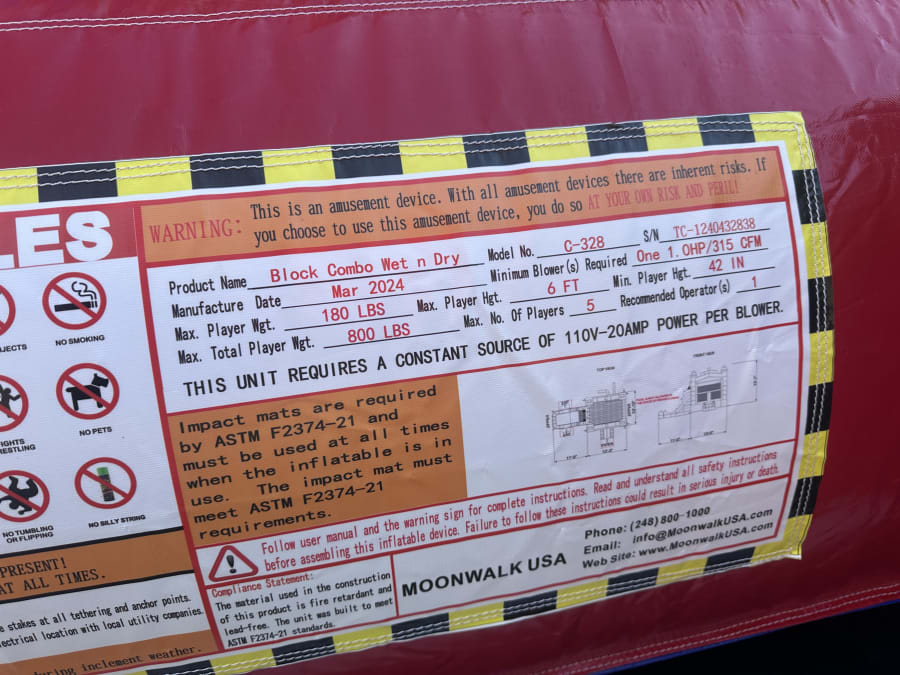 LES
JECTS
NO SMOKING
IGHTS
RESTLING
NO PETS
NO TUMBLING
OR FLIPPING
NO SILLY STRING
PRESENT!
AT ALL TIMES.
e stakes at all tethering and anchor points.
lectrical location with local utility companies.
during inclement weather.
WARNING: This is an amusement device. With all amusement devices there are inherent risks. If
you choose to use this amusement device, you do so AT YOUR OWN RISK AND PERIL!
Product Name Block Combo Wet n Dry Model No. C-328 S/N TC-1240432838
Manufacture Date Mar 2024 Minimum Blower(s) Required One 1.0HP/315 CFM
Max. Player Wgt. 180 LBS Max. Player Hgt. 6 FT Min. Player Hgt. 42 IN
Max. Total Player Wgt. 800 LBS Max. No. Of Players 5 Recommended Operator(s) 1
THIS UNIT REQUIRES A CONSTANT SOURCE OF 110V-20AMP POWER PER BLOWER.
Impact mats are required
by ASTM F2374-21 and
must be used at all times
when the inflatable is in
use. The impact mat must
meet ASTM F2374-21
requirements.
TOP VIEW
FRONT VIEW
Follow user manual and the warning sign for complete instructions. Read and understand all safety instructions
before assembling this inflatable device. Failure to follow these instructions could result in serious injury or death.
Compliance Statement:
The material used in the construction
of this product is fire retardant and
lead-free. The unit was built to meet
ASTM F2374-21 standards.
MOONWALK USA
Phone: (248) 800-1000
Email: info@MoonwalkUSA.com
Web Site: www.MoonwalkUSA.com